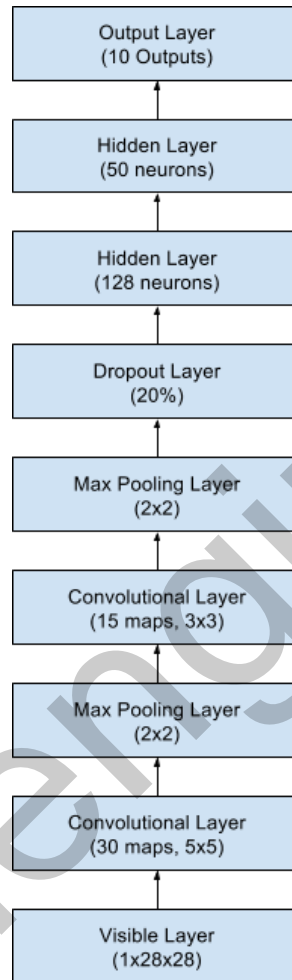 Output Layer
(10 Outputs)
Hidden Layer
(50 neurons)
Hidden Layer
(128 neurons)
Dropout Layer
(20%)
Max Pooling Layer
(2x2)
Convolutional Layer
(15 maps, 3x3)
Max Pooling Layer
(2x2)
Convolutional Layer
(30 maps, 5x5)
Visible Layer
(1x28x28)